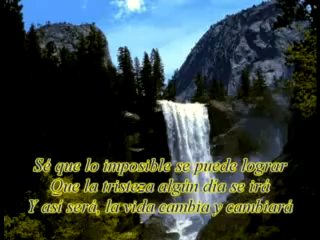 Sé que lo imposible se puede lograr
Que la tristeza algún día se irá
Y así será, la vida cambia y cambiará